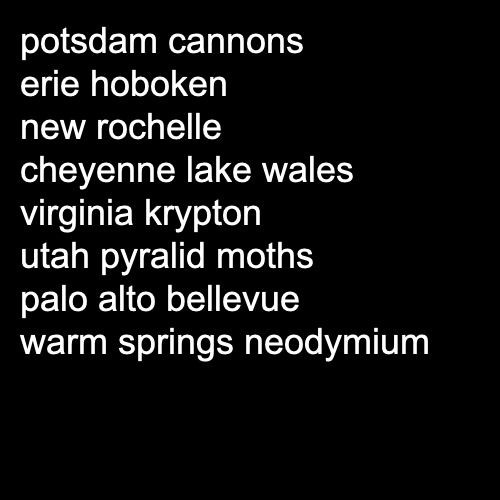 potsdam cannons
erie hoboken
new rochelle
cheyenne lake wales
virginia krypton
utah pyralid moths
palo alto bellevue
warm springs neodymium